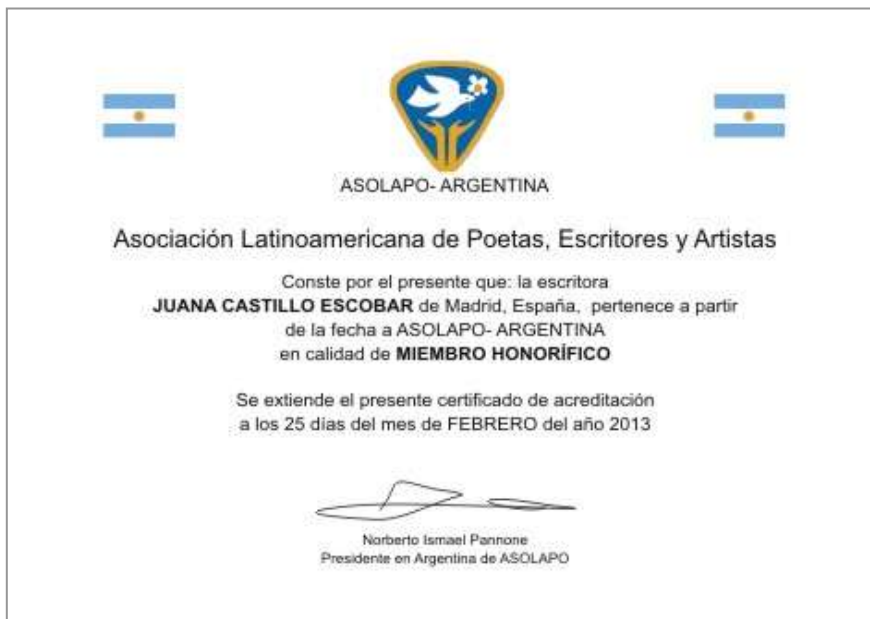 ASOLAPO- ARGENTINA
Asociación Latinoamericana de Poetas, Escritores y Artistas
Conste por el presente que: la escritora
JUANA CASTILLO ESCOBAR de Madrid, España, pertenece a partir
de la fecha a ASOLAPO- ARGENTINA
en calidad de MIEMBRO HONORÍFICO
Se extiende el presente certificado de acreditación
a los 25 días del mes de FEBRERO del año 2013
Norberto Ismael Pannone
Presidente en Argentina de ASOLAPO